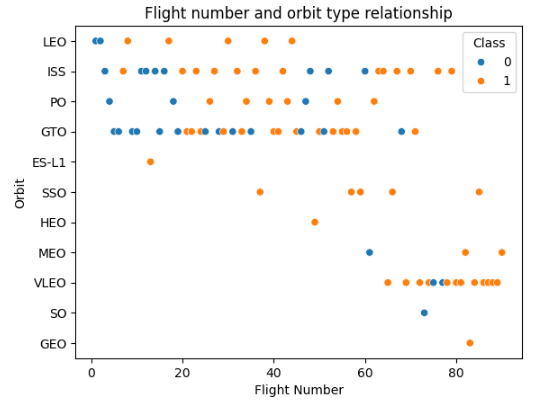 Flight number and orbit type relationship
LEO
ISS
PO
GTO
ES-L1
SSO
HEO
MEO
VLEO
SO
GEO
Orbit
Class
0
1
0
20
40
60
80
Flight Number